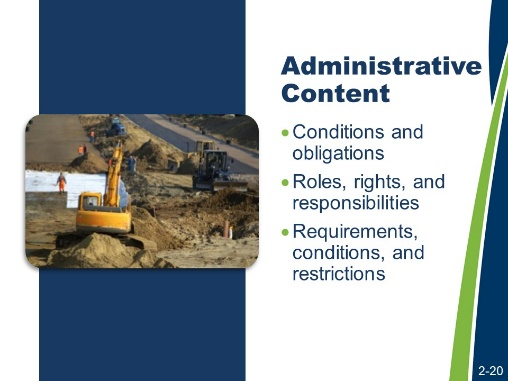 Administrative
Content
•Conditions and
obligations
•Roles, rights, and
responsibilities
•Requirements,
conditions, and
restrictions
2-20